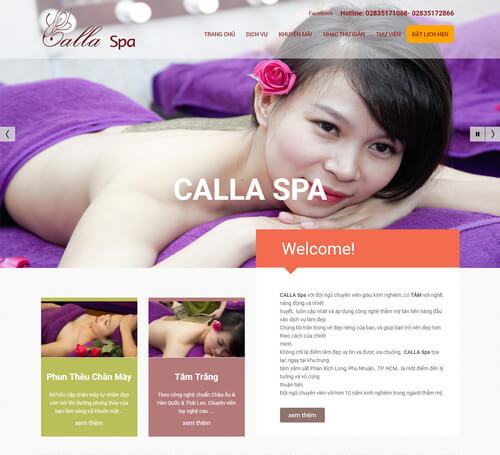 Calla Spa
Facebook Hotline: 02835171068- 02835172866
TRANG CHỦ DỊCH VỤ KHUYẾN MÃI NHẠC THƯ GIÃN THƯ VIỆN ĐẶT LỊCH HẸN
CALLA SPA
Welcome!
CALLA Spa với đội ngũ chuyên viên giàu kinh nghiệm, có TÂM với nghề,
năng động và nhiệt
huyết, luôn cập nhât và áp dụng công nghệ thẩm mỹ tân tiến hàng đầu
vào dịch vụ làm đẹp.
Chúng tôi trân trọng vẻ đẹp riêng của bạn, và giúp bạn trở nên đẹp hơn
theo cách của chính
mình.
Không chỉ là điểm làm đẹp uy tín và được ưa chuộng, CALLA Spa tọa
lạc ngay tại khu trung
tâm sầm uất Phan Xích Long, Phú Nhuận , TP. HCM, là một điểm đến lý
tưởng và vô cùng
thuận tiện.
Đội ngũ chuyên viên với hơn 10 năm kinh nghiệm trong ngành thẩm mỹ.
xem thêm
Phun Thêu Chân Mày
Sở hữu cặp chân mày tự nhiên đẹp
vốn nói lên đường phong thủy của
bạn làm sáng cả khuôn mặt ..
xem thêm
Tắm Trắng
Theo công nghệ chuẩn Châu Âu &
Hàn Quốc & Thái Lan. Chuyên viên
tay nghề cao ....
xem thêm